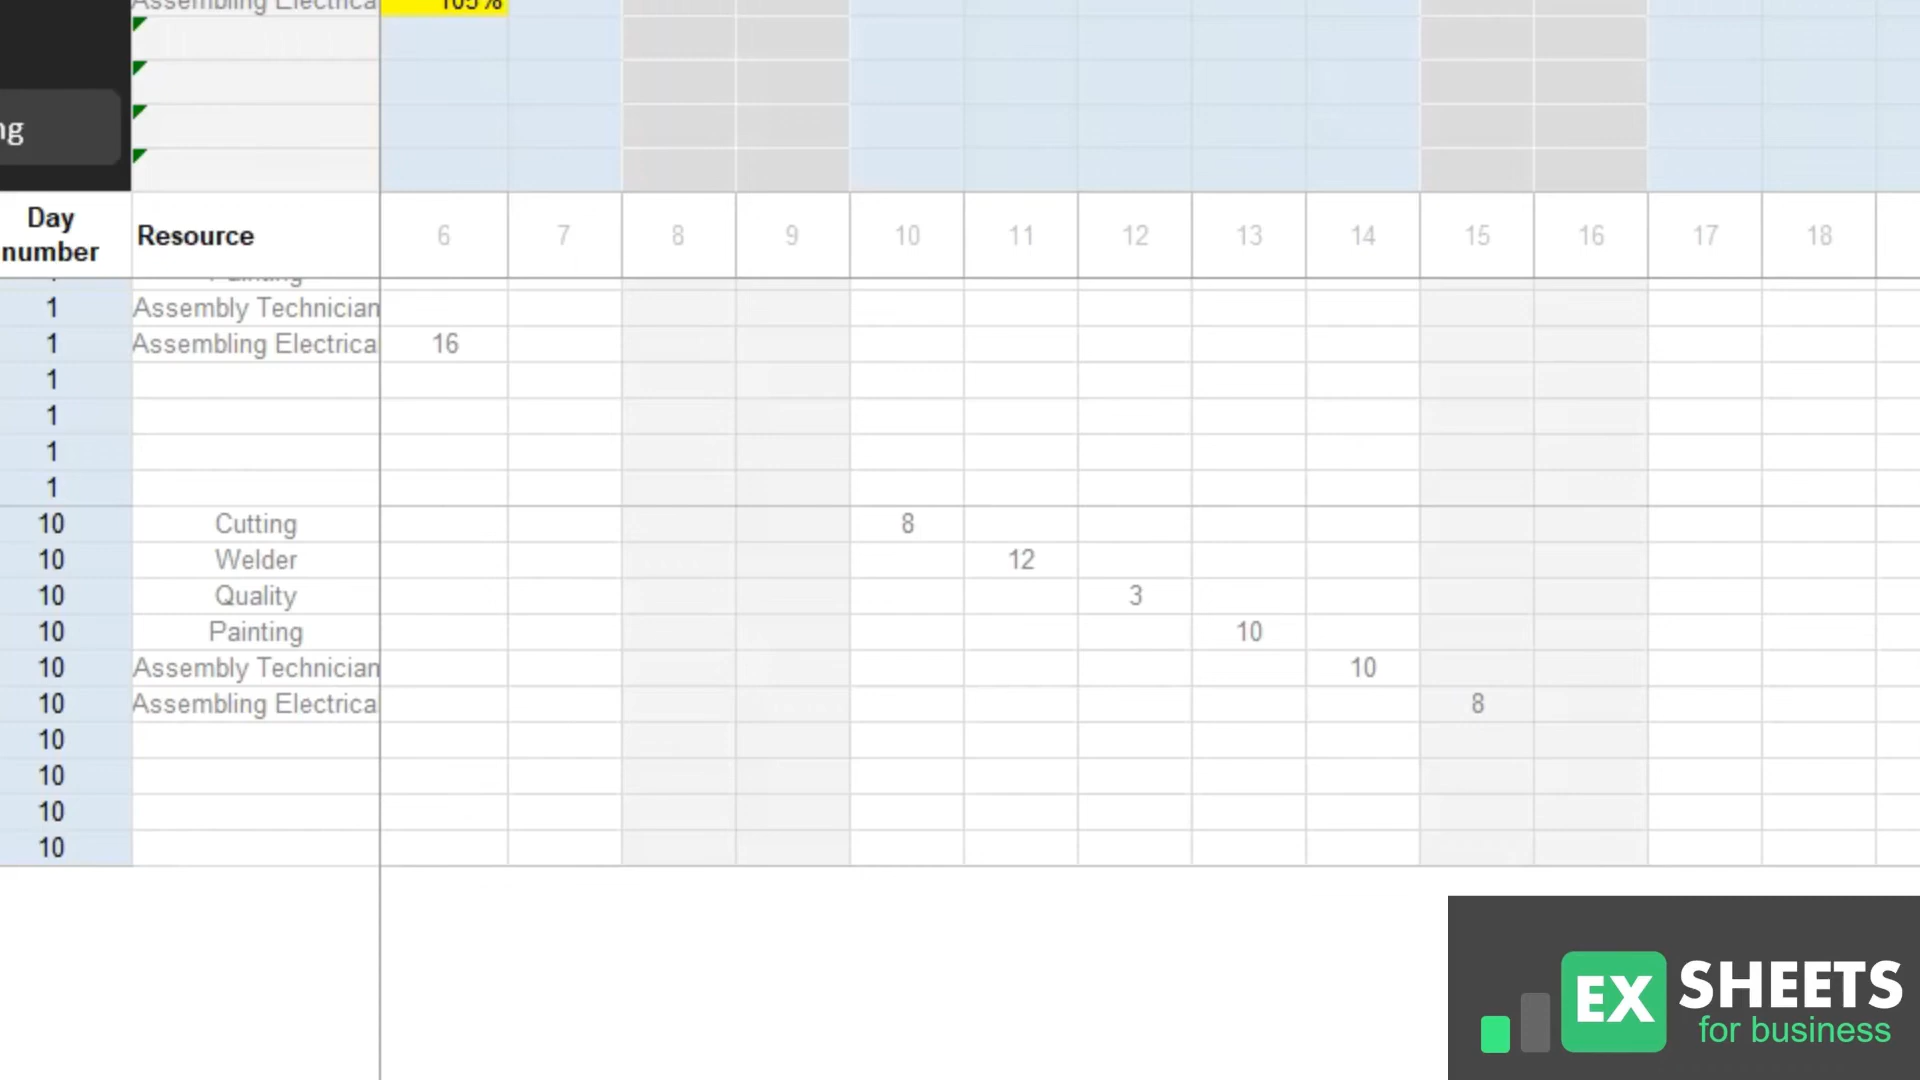 Assembling Electrica 105%
ng
Day number Resource 6 7 8 9 10 11 12 13 14 15 16 17 18
1 Assembly Technician
1 Assembling Electrica 16
1
1
1
1
10 Cutting 8
10 Welder 12
10 Quality 3
10 Painting 10
10 Assembly Technician 10
10 Assembling Electrica 8
10
10
10
10
EX SHEETS
for business